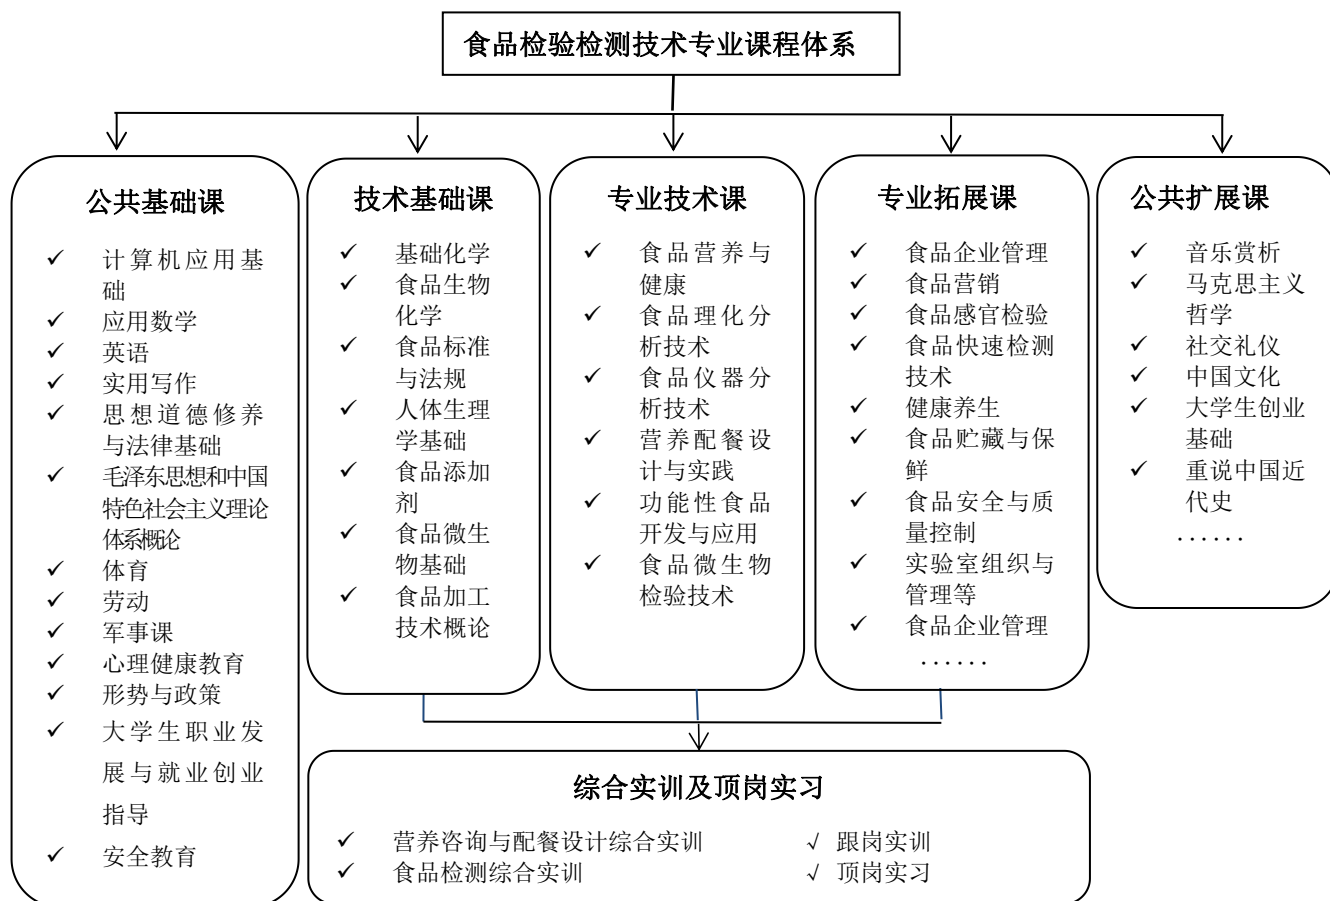 食品检验检测技术专业课程体系
公共基础课
✓ 计算机应用基
础
✓ 应用数学
✓ 英语
✓ 实用写作
✓ 思想道德修养
与法律基础
✓ 毛泽东思想和中国
特色社会主义理论
体系概论
✓ 体育
✓ 劳动
✓ 军事课
✓ 心理健康教育
✓ 形势与政策
✓ 大学生职业发
展与就业创业
指导
✓ 安全教育
技术基础课
✓ 基础化学
✓ 食品生物
化学
✓ 食品标准
与法规
✓ 人体生理
学基础
✓ 食品添加
剂
✓ 食品微生
物基础
✓ 食品加工
技术概论
专业技术课
✓ 食品营养与
健康
✓ 食品理化分
析技术
✓ 食品仪器分
析技术
✓ 营养配餐设
计与实践
✓ 功能性食品
开发与应用
✓ 食品微生物
检验技术
专业拓展课
✓ 食品企业管理
✓ 食品营销
✓ 食品感官检验
✓ 食品快速检测
技术
✓ 健康养生
✓ 食品贮藏与保
鲜
✓ 食品安全与质
量控制
✓ 实验室组织与
管理等
✓ 食品企业管理
......
公共扩展课
✓ 音乐赏析
✓ 马克思主义
哲学
✓ 社交礼仪
✓ 中国文化
✓ 大学生创业
基础
✓ 重说中国近
代史
......
综合实训及顶岗实习
✓ 营养咨询与配餐设计综合实训 √ 跟岗实训
✓ 食品检测综合实训 √ 顶岗实习